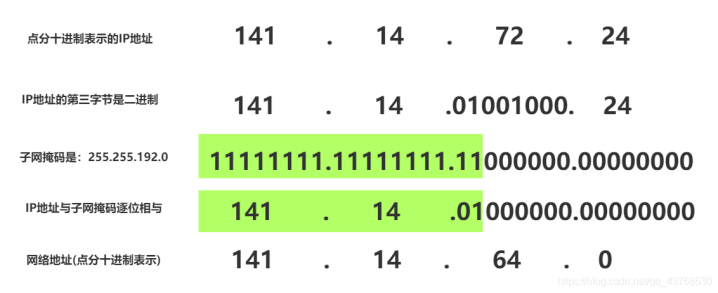 点分十进制表示的IP地址 141 . 14 . 72 . 24
IP地址的第三字节是二进制 141 . 14 .01001000. 24
子网掩码是：255.255.192.0 11111111.11111111.11000000.00000000
IP地址与子网掩码逐位相与 141 . 14 .01000000.00000000
网络地址(点分十进制表示) 141 . 14 . 64 . 0
https://blog.csdn.net/qq_43758530